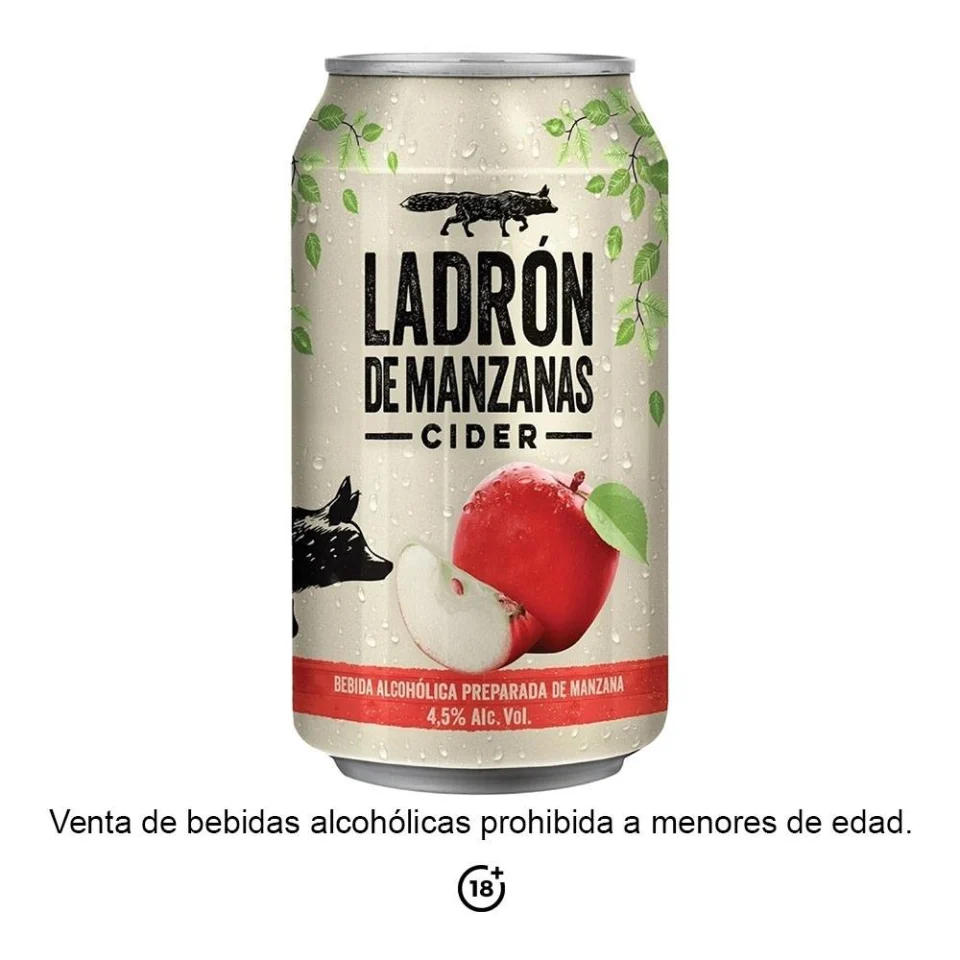 LADRÓN
DE MANZANAS
CIDER
BEBIDA ALCOHÓLICA PREPARADA DE MANZANA
4,5% Alc. Vol.
Venta de bebidas alcohólicas prohibida a menores de edad.
18+